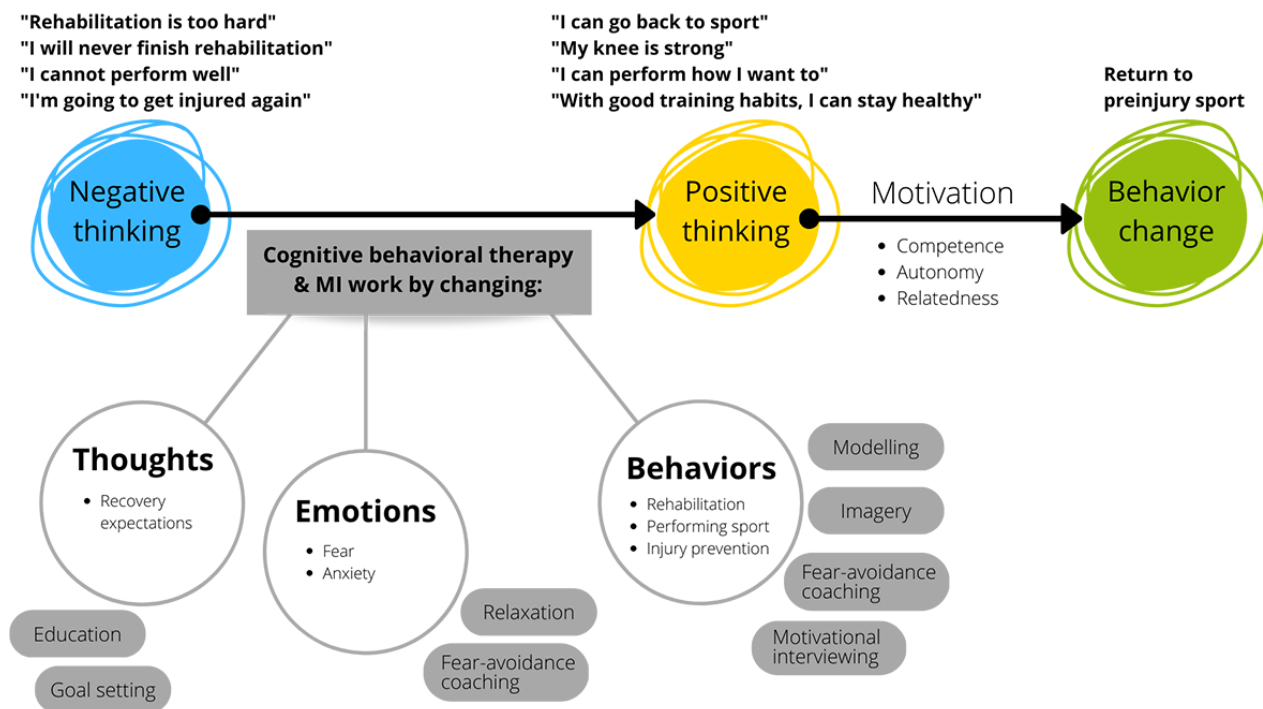 "Rehabilitation is too hard"
"I will never finish rehabilitation"
"I cannot perform well"
"I'm going to get injured again"
"I can go back to sport"
"My knee is strong"
"I can perform how I want to"
"With good training habits, I can stay healthy"
Return to
preinjury sport
Negative
thinking
Positive
thinking
Motivation
• Competence
• Autonomy
• Relatedness
Behavior
change
Cognitive behavioral therapy
& MI work by changing:
Thoughts
• Recovery
expectations
Education
Goal setting
Emotions
• Fear
• Anxiety
Relaxation
Fear-avoidance
coaching
Behaviors
• Rehabilitation
• Performing sport
• Injury prevention
Modelling
Imagery
Fear-avoidance
coaching
Motivational
interviewing